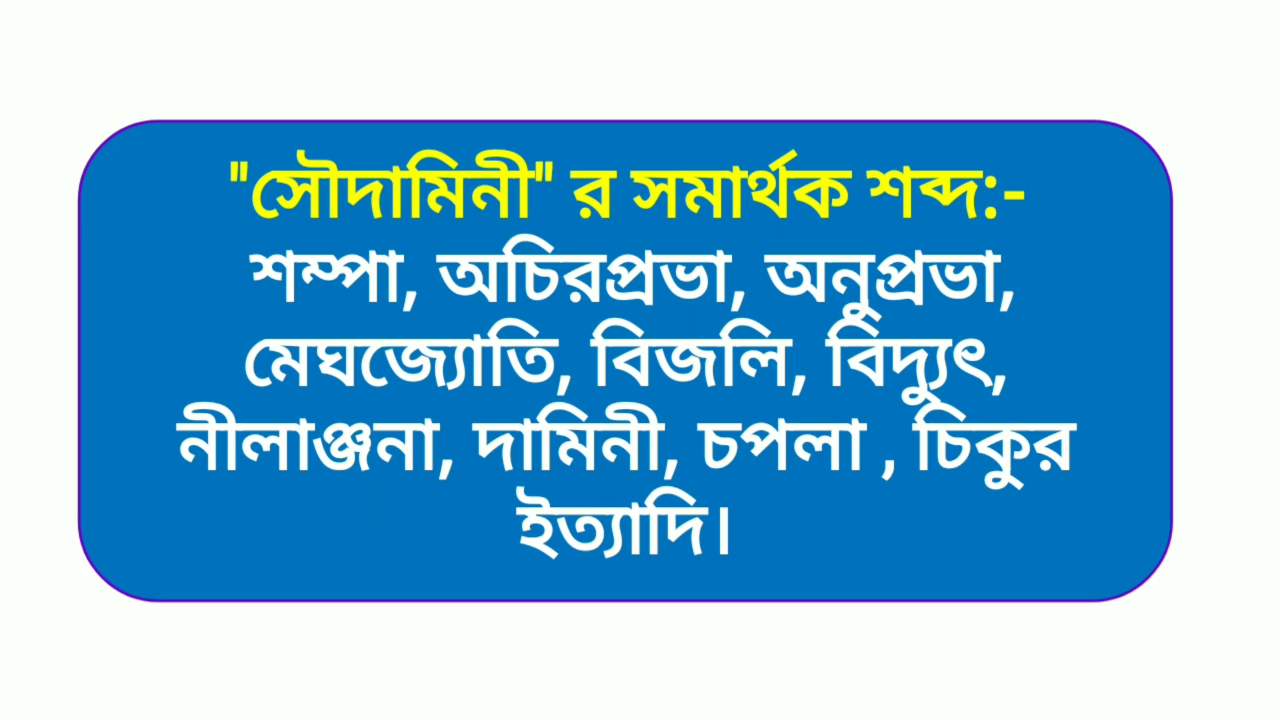 "সৌদামিনী" র সমার্থক শব্দ:-
শম্পা, অচিরপ্রভা, অনুপ্রভা,
মেঘজ্যোতি, বিজলি, বিদ্যুৎ,
নীলাঞ্জনা, দামিনী, চপলা , চিকুর
ইত্যাদি।